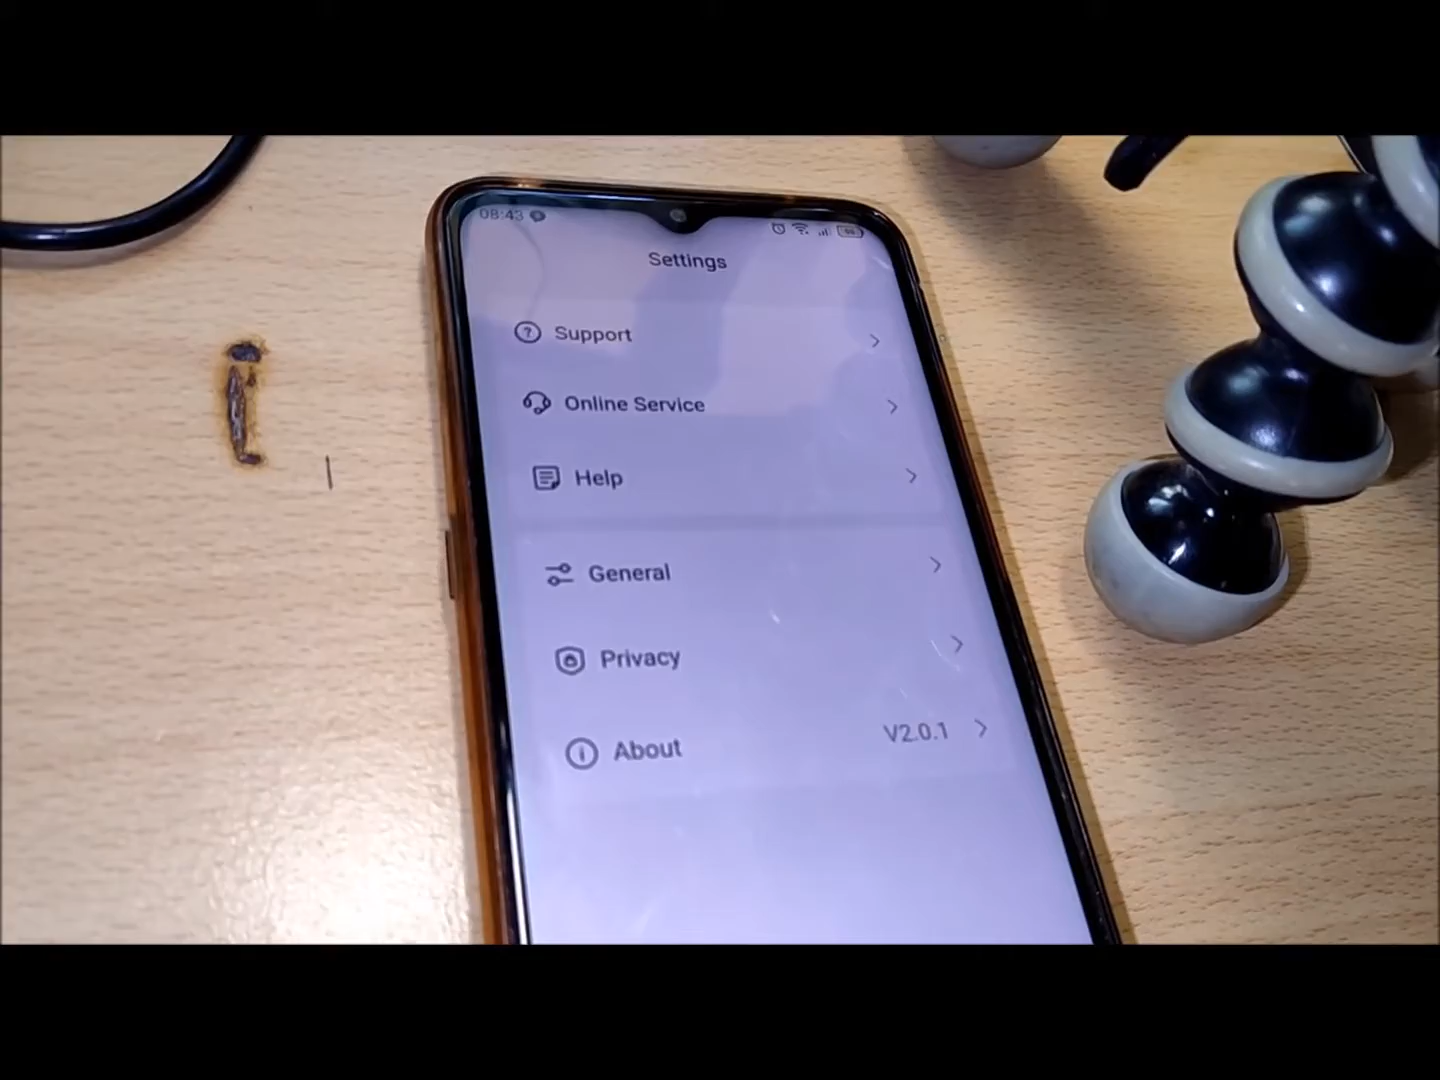 08:43
Settings
Support
Online Service
Help
General
Privacy
About V2.0.1